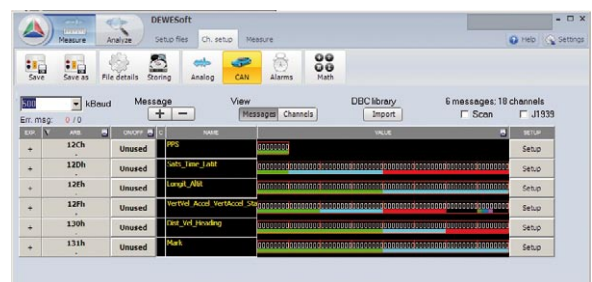 DEWESoft
Measure
Analyze
Setup files
Ch. setup
Measure
Help
Settings
Save
Save as
File details
Storing
Analog
CAN
Alarms
Math
500
kBaud
Message
View
DBC library
6 messages: 18 channels
+ -
Messages
Channels
Import
Scan
J1939
Err. msg: 0 / 0
ARB.
ON/OFF
C
NAME
VALUE
SETUP
+ 12Ch Unused PPS 00000000 Setup
+ 12Dh Unused Sats_Time_Latit Setup
+ 12Eh Unused Longit_Altit Setup
+ 12Fh Unused VertVel_Accel_VertAccel_Sta Setup
+ 130h Unused Dist_Vel_Heading Setup
+ 131h Unused Mark Setup